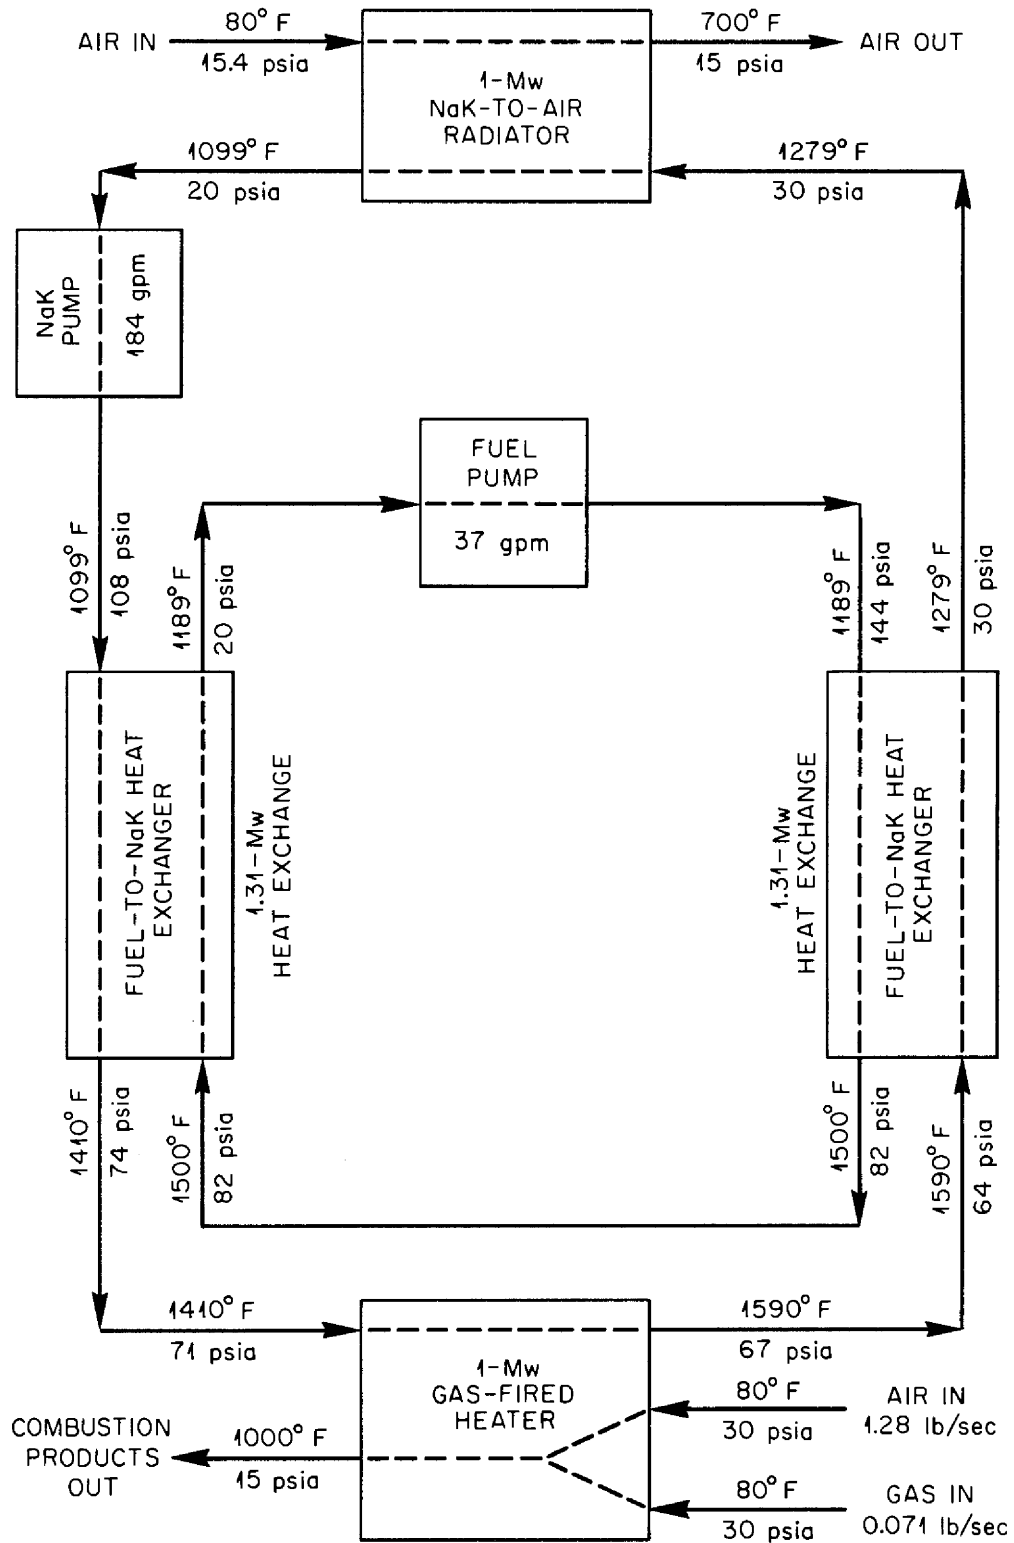 80° F
700° F
AIR IN
AIR OUT
15.4 psia
15 psia
1-Mw
NaK-TO-AIR
RADIATOR
1099° F
1279° F
20 psia
30 psia
NaK
PUMP
184 gpm
FUEL
PUMP
37 gpm
1099° F
108 psia
1189° F
20 psia
1189° F
144 psia
1279° F
30 psia
FUEL-TO-NaK HEAT
EXCHANGER
1.31-Mw
HEAT EXCHANGE
1.31-Mw
HEAT EXCHANGE
FUEL-TO-NaK HEAT
EXCHANGER
1410° F
74 psia
1500° F
82 psia
1500° F
82 psia
1590° F
64 psia
1410° F
1590° F
71 psia
67 psia
1-Mw
GAS-FIRED
HEATER
80° F
30 psia
AIR IN
1.28 lb/sec
COMBUSTION
PRODUCTS
OUT
1000° F
15 psia
80° F
30 psia
GAS IN
0.071 lb/sec